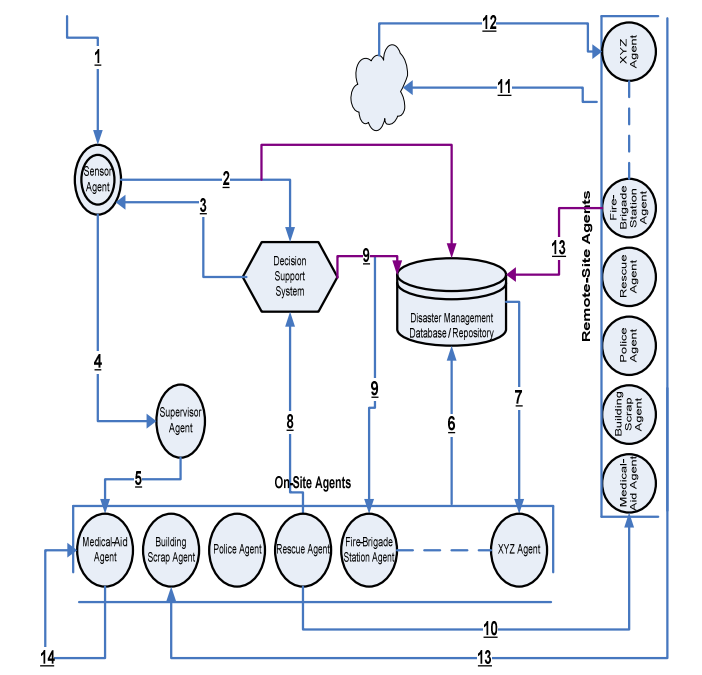 12
XYZ
Agent
1
11
Sensor
Agent
2
3
Fire-
Brigade
Station
Agent
9
13
Decision
Support
System
Disaster Management
Database / Repository
Remote-Site Agents
Rescue
Agent
Police
Agent
4
9
7
8
6
Supervisor
Agent
Building
Scrap
Agent
5
On-Site Agents
Medical-
Aid Agent
Medical-Aid
Agent
Building
Scrap Agent
Police Agent
Rescue Agent
Fire-Brigade
Station Agent
XYZ Agent
10
14
13